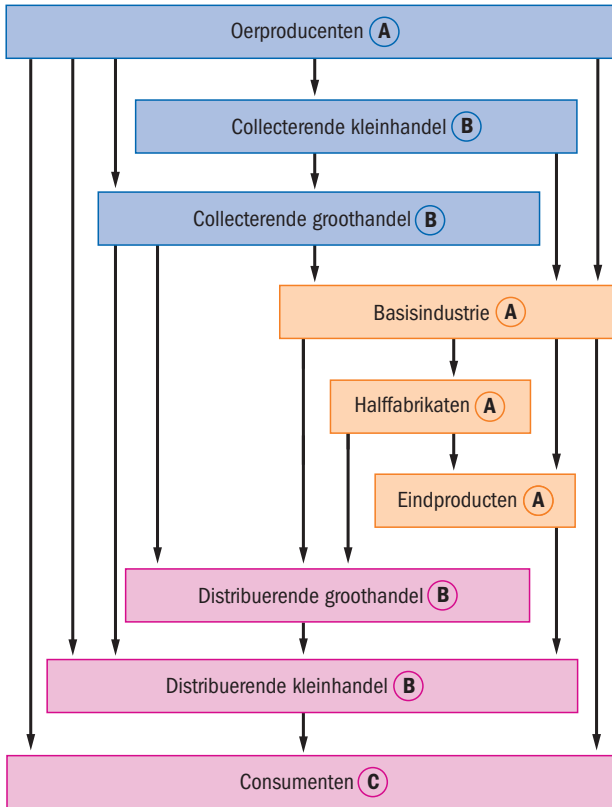 Oerproducenten A
Collecterende kleinhandel B
Collecterende groothandel B
Basisindustrie A
Halffabrikaten A
Eindproducten A
Distribuerende groothandel B
Distribuerende kleinhandel B
Consumenten C